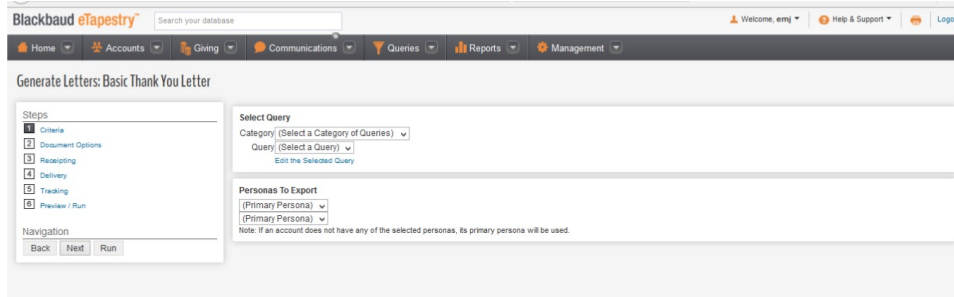 Blackbaud eTapestry™ Search your database Welcome, emj Help & Support Logo
Home Accounts Giving Communications Queries Reports Management
Generate Letters: Basic Thank You Letter
Steps
1 Criteria
2 Document Options
3 Receipting
4 Delivery
5 Tracking
6 Preview / Run
Navigation
Back Next Run
Select Query
Category (Select a Category of Queries)
Query (Select a Query)
Edit the Selected Query
Personas To Export
(Primary Persona)
(Primary Persona)
Note: If an account does not have any of the selected personas, its primary persona will be used.